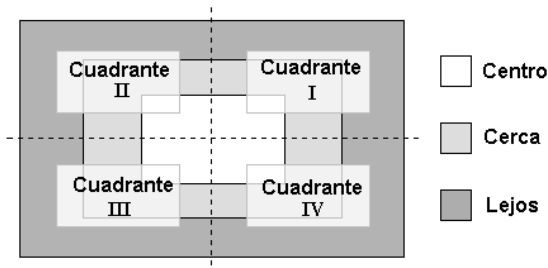 Cuadrante
II
Cuadrante
I
Centro
Cerca
Cuadrante
III
Cuadrante
IV
Lejos